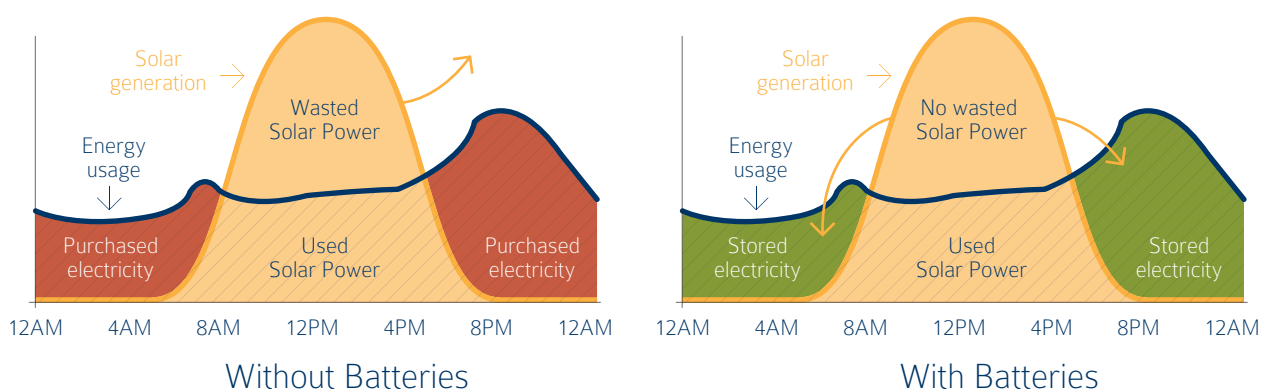 Solar
generation
Wasted
Solar Power
Energy
usage
Purchased
electricity
Used
Solar Power
Purchased
electricity
12AM 4AM 8AM 12PM 4PM 8PM 12AM
Without Batteries
Solar
generation
No wasted
Solar Power
Energy
usage
Stored
electricity
Used
Solar Power
Stored
electricity
12AM 4AM 8AM 12PM 4PM 8PM 12AM
With Batteries